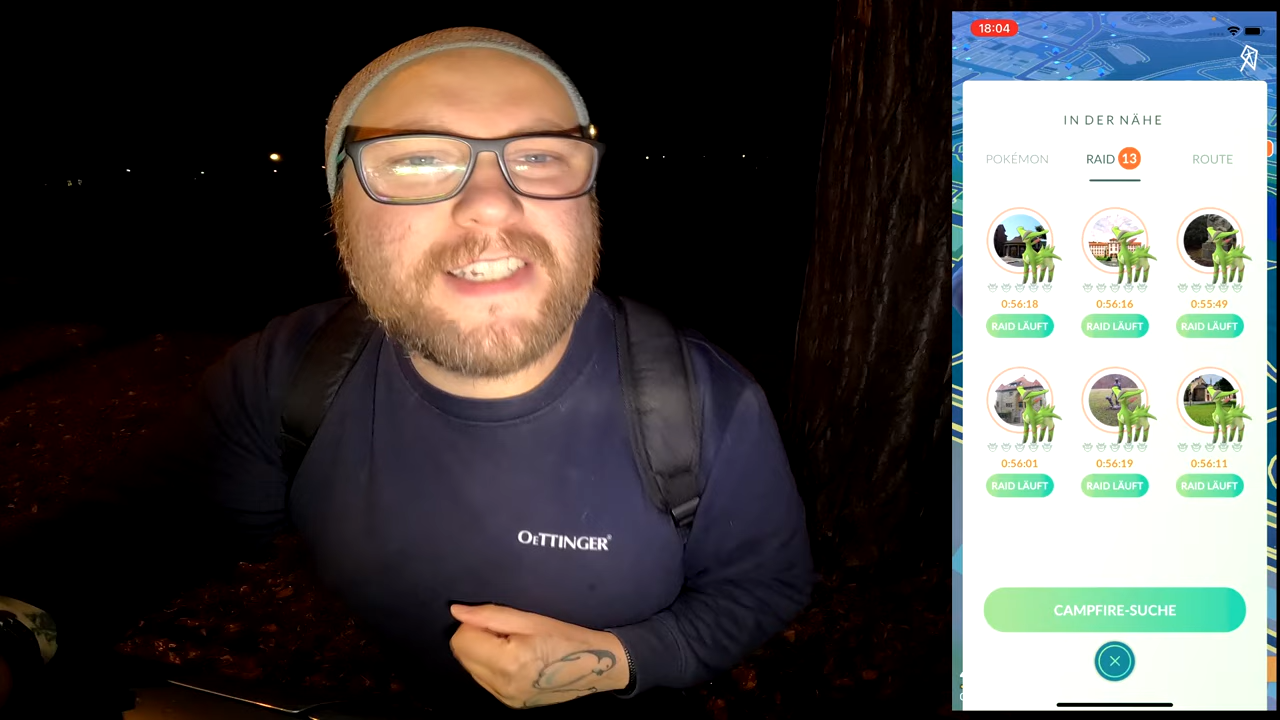 OETTINGER®
18:04
IN DER NÄHE
POKÉMON
RAID 13
ROUTE
0:56:18
0:56:16
0:55:49
RAID LÄUFT
RAID LÄUFT
RAID LÄUFT
0:56:01
0:56:19
0:56:11
RAID LÄUFT
RAID LÄUFT
RAID LÄUFT
CAMPFIRE-SUCHE